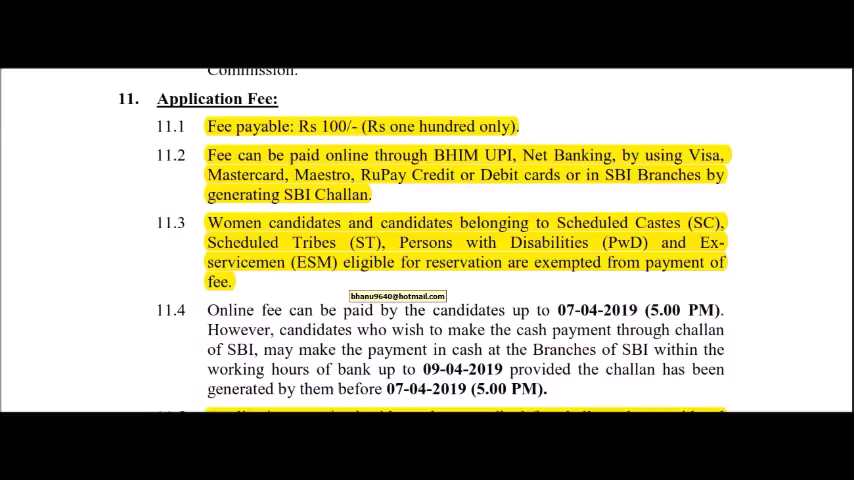 Commission.
11. Application Fee:
11.1 Fee payable: Rs 100/- (Rs one hundred only).
11.2 Fee can be paid online through BHIM UPI, Net Banking, by using Visa,
Mastercard, Maestro, RuPay Credit or Debit cards or in SBI Branches by
generating SBI Challan.
11.3 Women candidates and candidates belonging to Scheduled Castes (SC),
Scheduled Tribes (ST), Persons with Disabilities (PwD) and Ex-
servicemen (ESM) eligible for reservation are exempted from payment of
fee.
bhanu9640@hotmail.com
11.4 Online fee can be paid by the candidates up to 07-04-2019 (5.00 PM).
However, candidates who wish to make the cash payment through challan
of SBI, may make the payment in cash at the Branches of SBI within the
working hours of bank up to 09-04-2019 provided the challan has been
generated by them before 07-04-2019 (5.00 PM).